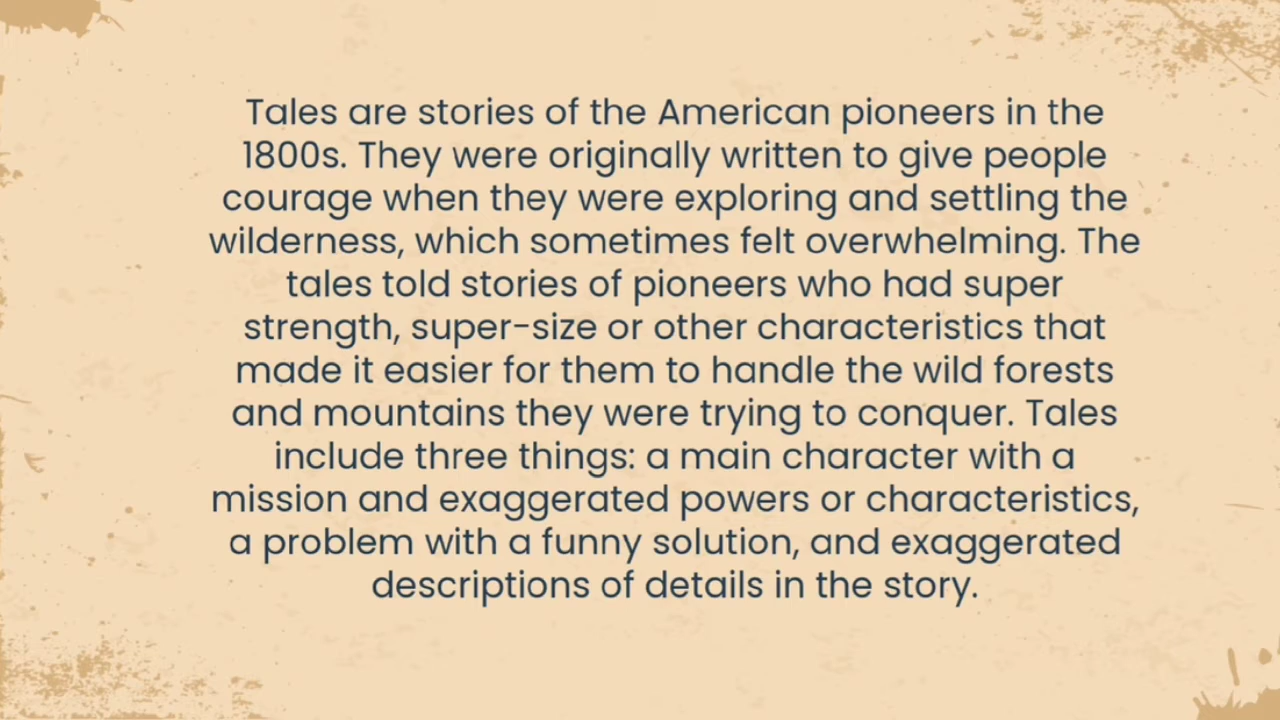 Tales are stories of the American pioneers in the
1800s. They were originally written to give people
courage when they were exploring and settling the
wilderness, which sometimes felt overwhelming. The
tales told stories of pioneers who had super
strength, super-size or other characteristics that
made it easier for them to handle the wild forests
and mountains they were trying to conquer. Tales
include three things: a main character with a
mission and exaggerated powers or characteristics,
a problem with a funny solution, and exaggerated
descriptions of details in the story.